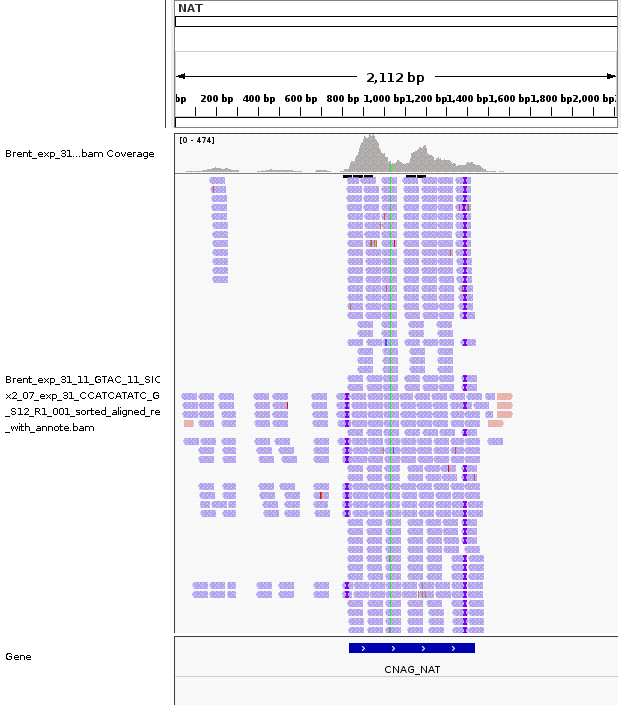 NAT
2,112 bp
bp 200 bp 400 bp 600 bp 800 bp 1,000 bp 1,200 bp 1,400 bp 1,600 bp 1,800 bp 2,000 bp
[0 - 474]
Brent_exp_31...bam Coverage
Brent_exp_31_11_GTAC_11_SIC
x2_07_exp_31_CCATCATATC_G
_S12_R1_001_sorted_aligned_re
_with_annote.bam
Gene
CNAG_NAT